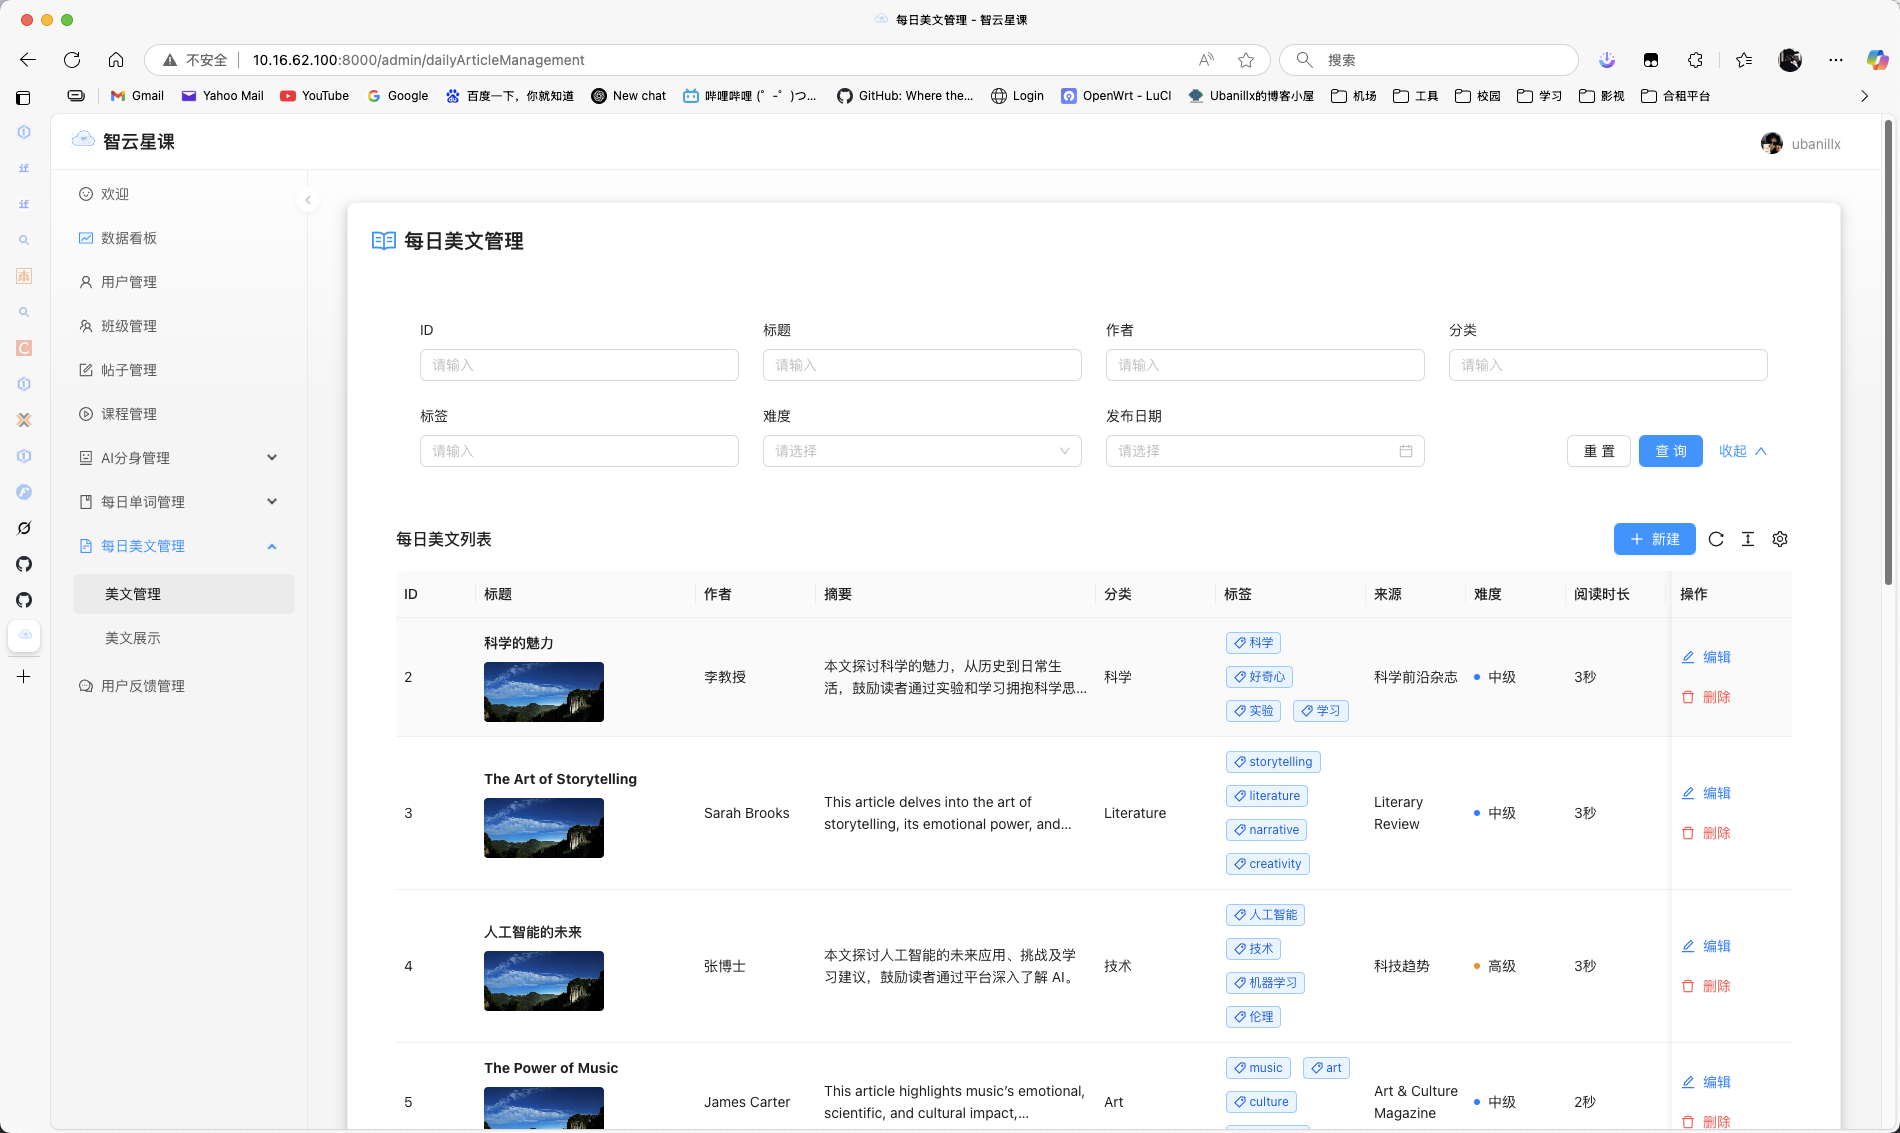 每日美文管理 - 智云星课
不安全
10.16.62.100:8000/admin/dailyArticleManagement
搜索
Gmail
Yahoo Mail
YouTube
Google
百度一下，你就知道
New chat
哔哩哔哩 (゜-゜)つ...
GitHub: Where the...
Login
OpenWrt - LuCI
Ubanillx的博客小屋
机场
工具
校园
学习
影视
合租平台
智云星课
ubanillx
欢迎
数据看板
用户管理
班级管理
帖子管理
课程管理
AI分身管理
每日单词管理
每日美文管理
美文管理
美文展示
用户反馈管理
每日美文管理
ID 标题 作者 分类
请输入 请输入 请输入 请输入
标签 难度 发布日期
请输入 请选择 请选择 重 置 查 询 收起
每日美文列表
新建
ID 标题 作者 摘要 分类 标签 来源 难度 阅读时长 操作
2
科学的魅力
李教授
本文探讨科学的魅力，从历史到日常生
活，鼓励读者通过实验和学习拥抱科学思...
科学
科学
好奇心
实验 学习
科学前沿杂志
中级
3秒
编辑
删除
3
The Art of Storytelling
Sarah Brooks
This article delves into the art of
storytelling, its emotional power, and...
Literature
storytelling
literature
narrative
creativity
Literary
Review
中级
3秒
编辑
删除
4
人工智能的未来
张博士
本文探讨人工智能的未来应用、挑战及学
习建议，鼓励读者通过平台深入了解 AI。
技术
人工智能
技术
机器学习
伦理
科技趋势
高级
3秒
编辑
删除
5
The Power of Music
James Carter
This article highlights music’s emotional,
scientific, and cultural impact,...
Art
music art
culture
Art & Culture
Magazine
中级
2秒
编辑
删除